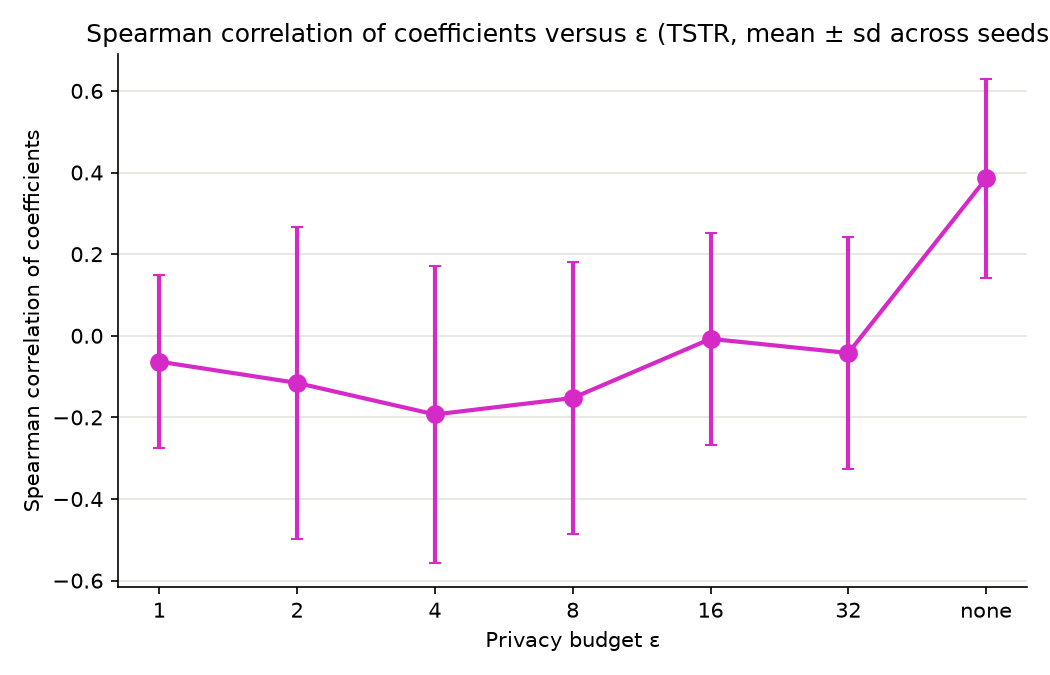 Spearman correlation of coefficients versus ε (TSTR, mean ± sd across seeds
Spearman correlation of coefficients
0.6
0.4
0.2
0.0
−0.2
−0.4
−0.6
1 2 4 8 16 32 none
Privacy budget ε